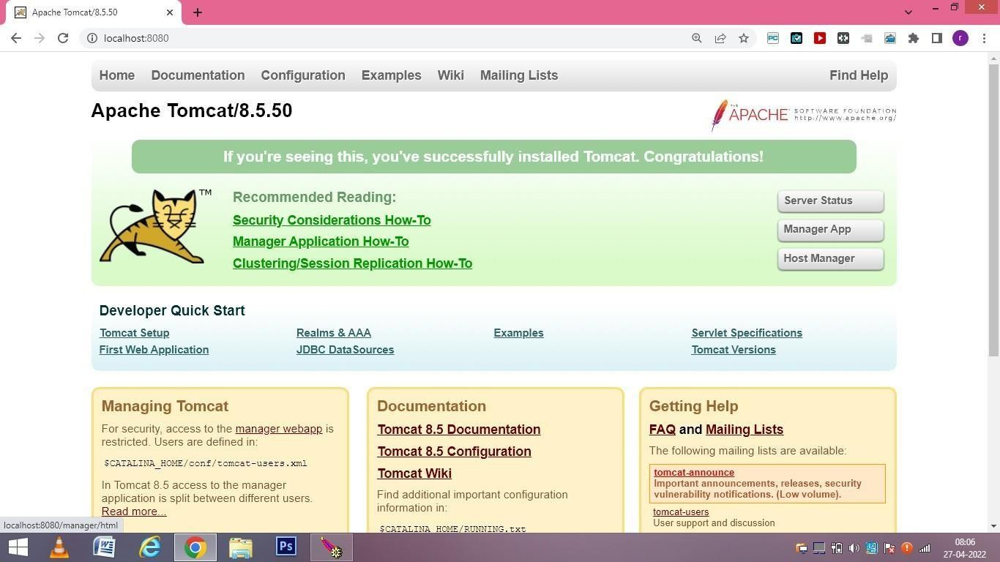 Apache Tomcat/8.5.50
localhost:8080
PC
r
Home Documentation Configuration Examples Wiki Mailing Lists Find Help
Apache Tomcat/8.5.50
THE APACHE SOFTWARE FOUNDATION
http://www.apache.org/
If you're seeing this, you've successfully installed Tomcat. Congratulations!
TM
Recommended Reading:
Security Considerations How-To
Manager Application How-To
Clustering/Session Replication How-To
Server Status
Manager App
Host Manager
Developer Quick Start
Tomcat Setup
First Web Application
Realms & AAA
JDBC DataSources
Examples
Servlet Specifications
Tomcat Versions
Managing Tomcat
For security, access to the manager webapp is
restricted. Users are defined in:
$CATALINA_HOME/conf/tomcat-users.xml
In Tomcat 8.5 access to the manager
application is split between different users.
Read more...
Documentation
Tomcat 8.5 Documentation
Tomcat 8.5 Configuration
Tomcat Wiki
Find additional important configuration
information in:
$CATALINA_HOME/RUNNING.txt
Getting Help
FAQ and Mailing Lists
The following mailing lists are available:
tomcat-announce
Important announcements, releases, security
vulnerability notifications. (Low volume).
tomcat-users
User support and discussion
localhost:8080/manager/html
Ps
08:06
27-04-2022